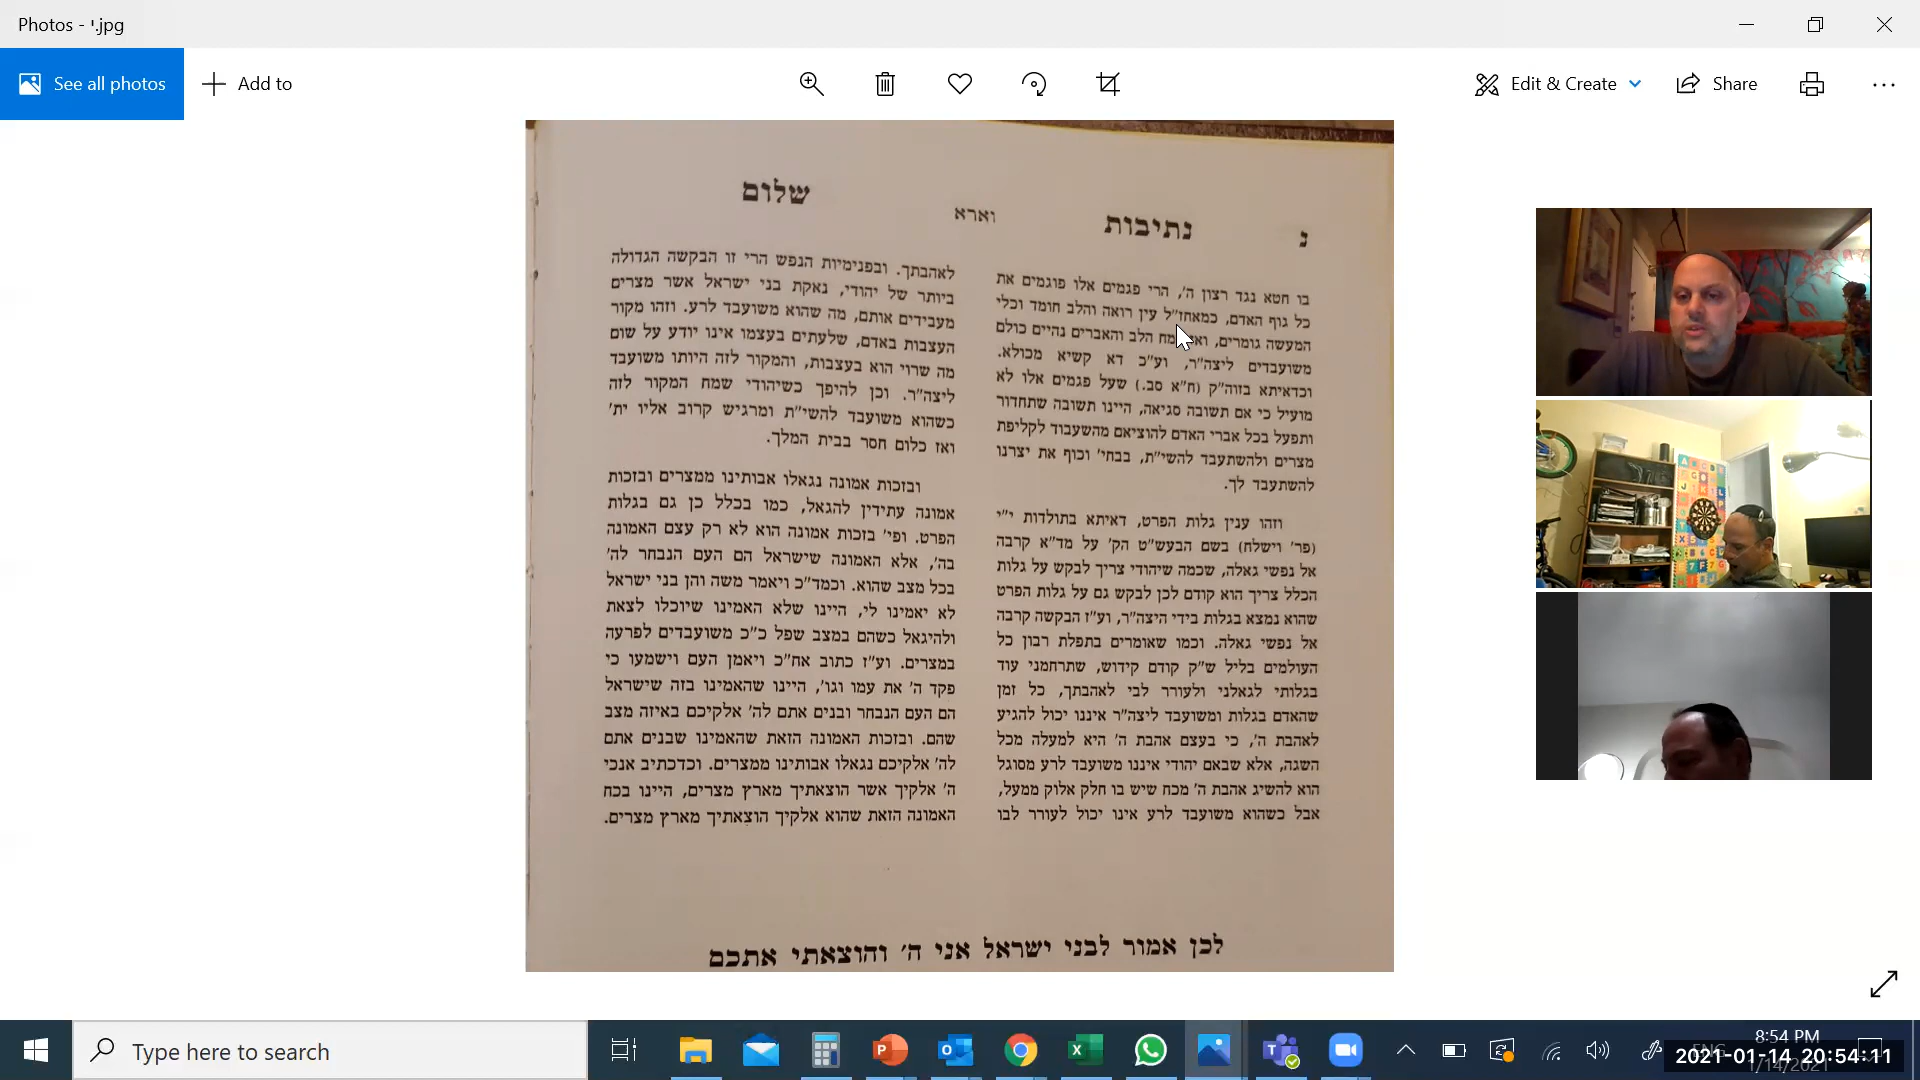 Photos - י.jpg
See all photos
Add to
Edit & Create
Share
נ
נתיבות
וארא
שלום
בו חטא נגד רצון ה', הרי פגמים אלו פוגמים את
כל גוף האדם, כמאחז"ל עין רואה והלב חומד וכלי
המעשה גומרים, הלב והאברים נהיים כולם
משועבדים ליצה"ר, וע"כ דא קשיא מכולא.
וכדאיתא בזוה"ק (ח"א סב.) שעל פגמים אלו לא
מועיל כי אם תשובה סגיאה, היינו תשובה שתחדור
ותפעל בכל אברי האדם להוציאם מהשעבוד לקליפת
מצרים ולהשתעבד להשי"ת, בבחי' וכוף את יצרנו
להשתעבד לך.
וזהו ענין גלות הפרט, דאיתא בתולדות י"י
(פר' וישלח) בשם הבעש"ט הק' על מד"א קרבה
אל נפשי גאלה, שכמה שיהודי צריך לבקש על גלות
הכלל צריך הוא קודם לכן לבקש גם על גלות הפרט
שהוא נמצא בגלות בידי היצה"ר, וע"ז הבקשה קרבה
אל נפשי גאלה. וכמו שאומרים בתפלת רבון כל
העולמים בליל ש"ק קודם קידוש, שתרחמני עוד
בגלותי לגאלני ולעורר לבי לאהבתך, כל זמן
שהאדם בגלות ומשועבד ליצה"ר איננו יכול להגיע
לאהבת ה', כי בעצם אהבת ה' היא למעלה מכל
השגה, אלא שבאם יהודי איננו משועבד לרע מסוגל
הוא להשיג אהבת ה' מכח שיש בו חלק אלוק ממעל,
אבל כשהוא משועבד לרע אינו יכול לעורר לבו
לאהבתך. ובפנימיות הנפש הרי זו הבקשה הגדולה
ביותר של יהודי, נאקת בני ישראל אשר מצרים
מעבידים אותם, מה שהוא משועבד לרע. וזהו מקור
העצבות באדם, שלעתים בעצמו אינו יודע על שום
מה שרוי הוא בעצבות, והמקור לזה היותו משועבד
ליצה"ר. וכן להיפך כשיהודי שמח המקור לזה
כשהוא משועבד להשי"ת ומרגיש קרוב אליו ית'
ואז כלום חסר בבית המלך.
ובזכות אמונה נגאלו אבותינו ממצרים ובזכות
אמונה עתידין להגאל, כמו בכלל כן גם בגלות
הפרט. ופי' בזכות אמונה הוא לא רק עצם האמונה
בה', אלא האמונה שישראל הם העם הנבחר לה'
בכל מצב שהוא. וכמד"כ ויאמר משה והן בני ישראל
לא יאמינו לי, היינו שלא האמינו שיוכלו לצאת
ולהיגאל כשהם במצב שפל כ"כ משועבדים לפרעה
במצרים. וע"ז כתוב אח"כ ויאמן העם וישמעו כי
פקד ה' את עמו וגו', היינו שהאמינו בזה שישראל
הם העם הנבחר ובנים אתם לה' אלקיכם באיזה מצב
שהם. ובזכות האמונה הזאת שהאמינו שבנים אתם
לה' אלקיכם נגאלו אבותינו ממצרים. וכדכתיב אנכי
ה' אלקיך אשר הוצאתיך מארץ מצרים, היינו בכח
האמונה הזאת שהוא אלקיך הוצאתיך מארץ מצרים.
לכן אמור לבני ישראל אני ה' והוצאתי אתכם
Type here to search
8:54 PM
2021-01-14 20:54:11